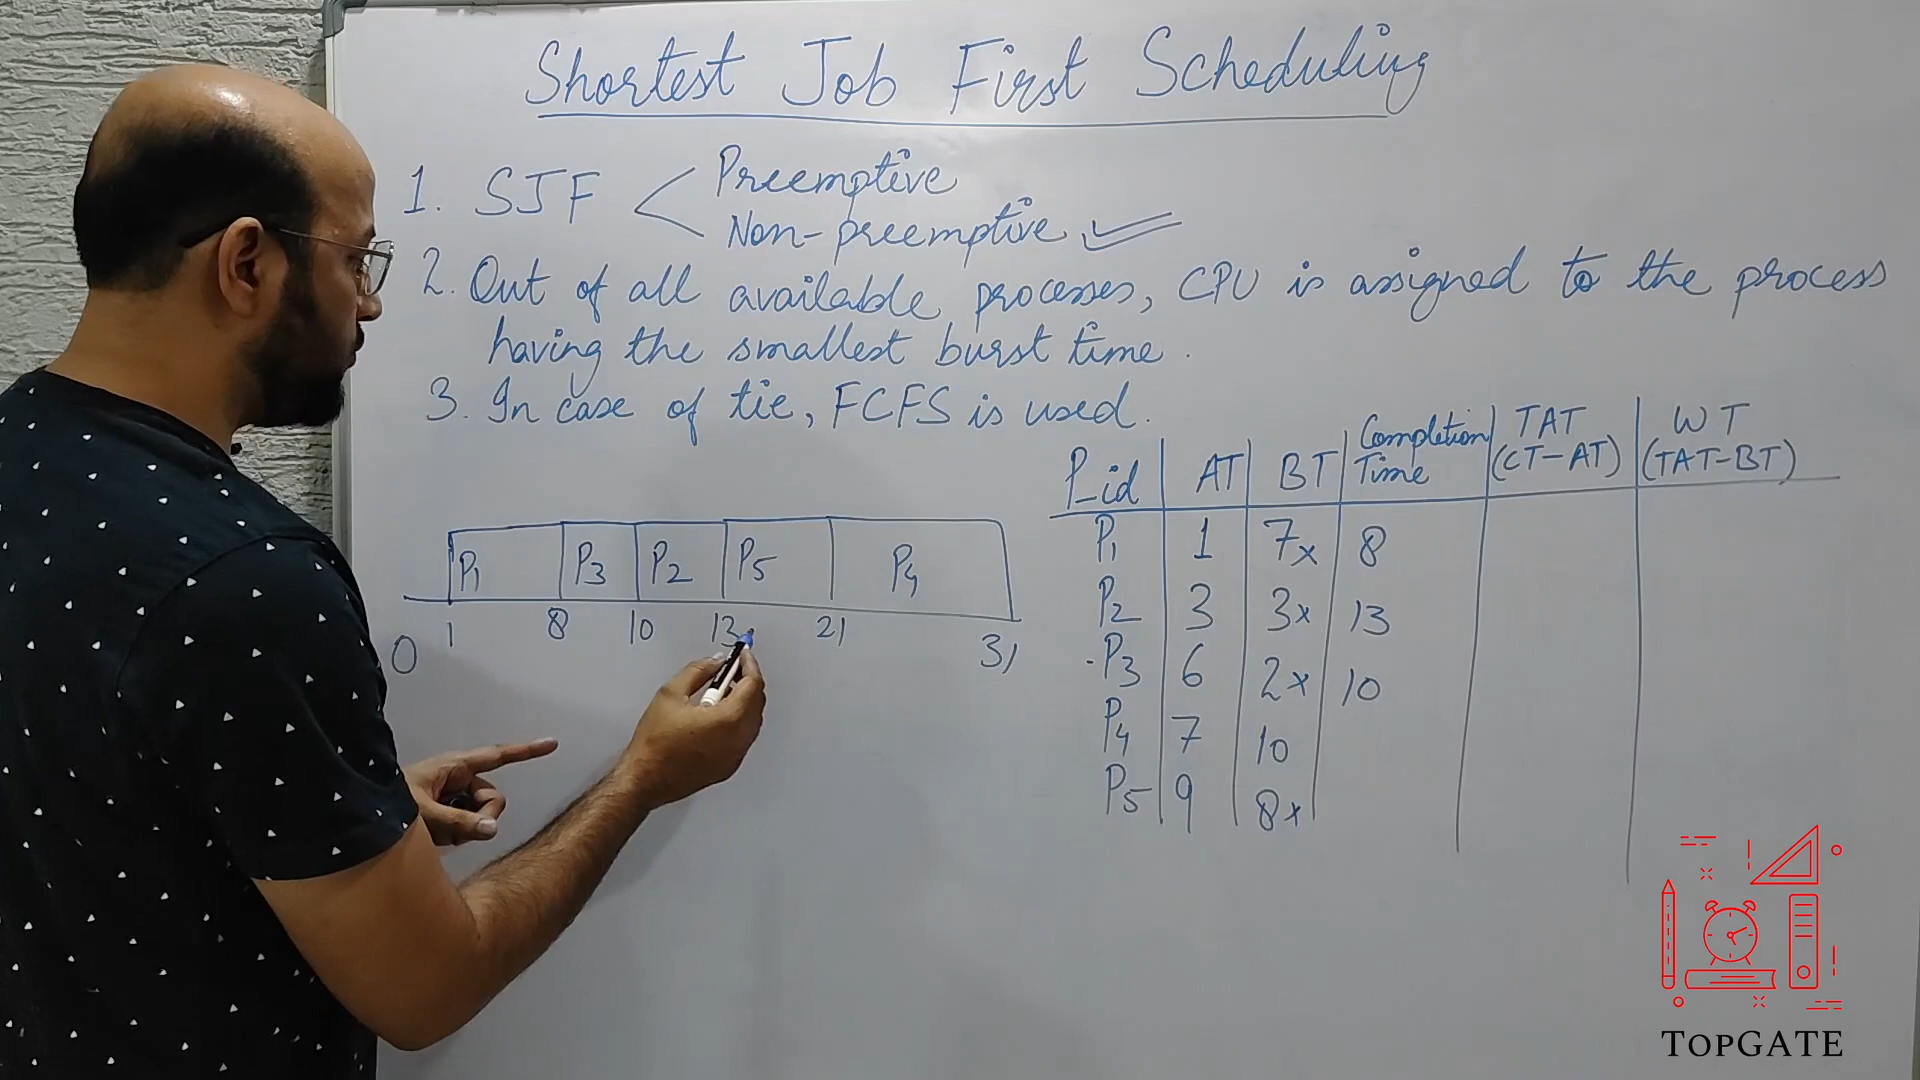 Shortest Job First Scheduling
1. SJF < Preemptive
Non-preemptive ✓
2. Out of all available processes, CPU is assigned to the process
having the smallest burst time.
3. In case of tie, FCFS is used.
P_id AT BT Completion Time TAT (CT-AT) WT (TAT-BT)
P1 1 7x 8
P2 3 3x 13
P3 6 2x 10
P4 7 10
P5 9 8x
P1 P3 P2 P5 P4
0 1 8 10 13 21 31
TOPGATE